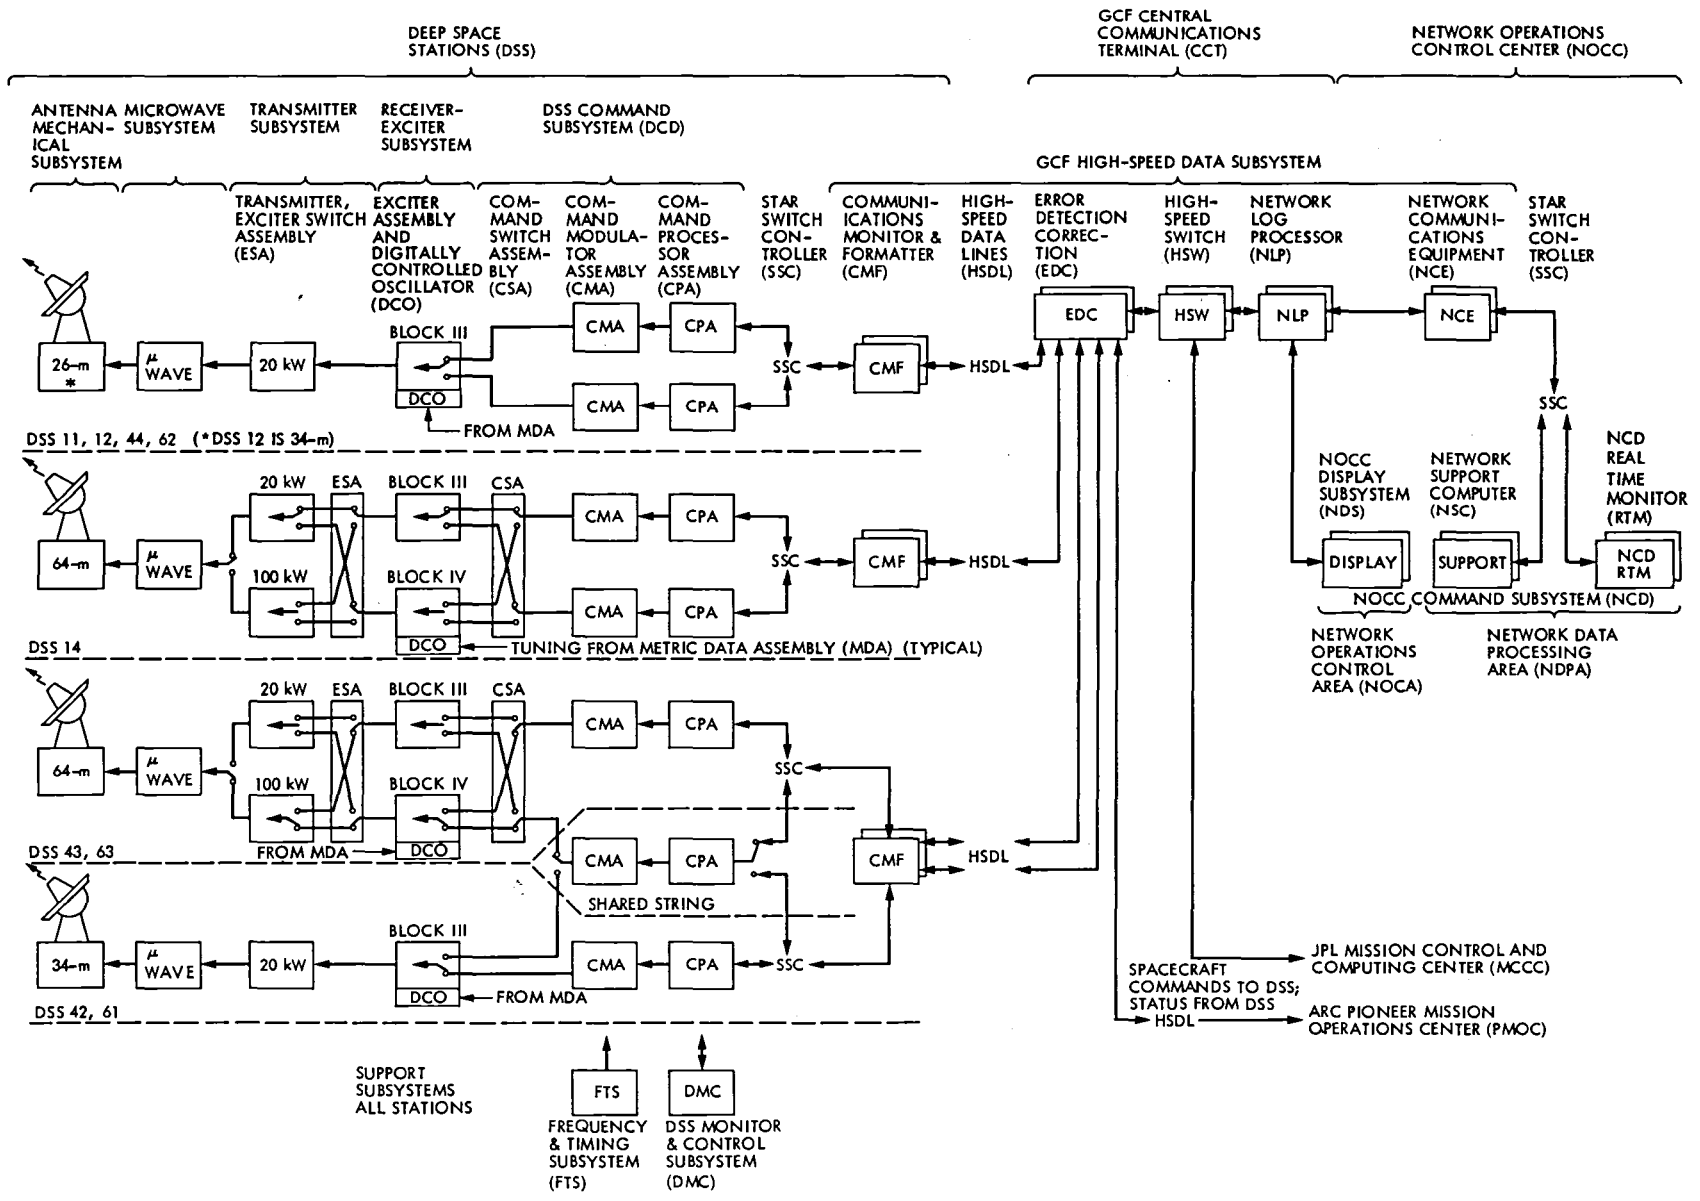 DEEP SPACE
STATIONS (DSS)
GCF CENTRAL
COMMUNICATIONS
TERMINAL (CCT)
NETWORK OPERATIONS
CONTROL CENTER (NOCC)
ANTENNA
MECHAN-
ICAL
SUBSYSTEM
MICROWAVE
SUBSYSTEM
TRANSMITTER
SUBSYSTEM
RECEIVER-
EXCITER
SUBSYSTEM
DSS COMMAND
SUBSYSTEM (DCD)
GCF HIGH-SPEED DATA SUBSYSTEM
TRANSMITTER,
EXCITER SWITCH
ASSEMBLY
(ESA)
EXCITER
ASSEMBLY
AND
DIGITALLY
CONTROLLED
OSCILLATOR
(DCO)
COM-
MAND
SWITCH
ASSEM-
BLY
(CSA)
COM-
MAND
MODULA-
TOR
ASSEMBLY
(CMA)
COM-
MAND
PROCES-
SOR
ASSEMBLY
(CPA)
STAR
SWITCH
CON-
TROLLER
(SSC)
COMMUNI-
ICATIONS
MONITOR &
FORMATTER
(CMF)
HIGH-
SPEED
DATA
LINES
(HSDL)
ERROR
DETECTION
CORREC-
TION
(EDC)
HIGH-
SPEED
SWITCH
(HSW)
NETWORK
LOG
PROCESSOR
(NLP)
NETWORK
COMMUNI-
CATIONS
EQUIPMENT
(NCE)
STAR
SWITCH
CON-
TROLLER
(SSC)
26-m
*
μ
WAVE
20 kW
BLOCK III
DCO
FROM MDA
CMA
CPA
CMA
CPA
SSC
CMF
HSDL
EDC
HSW
NLP
NCE
SSC
DSS 11, 12, 44, 62 (*DSS 12 IS 34-m)
64-m
μ
WAVE
20 kW
100 kW
ESA
BLOCK III
BLOCK IV
DCO
CSA
CMA
CPA
CMA
CPA
SSC
CMF
HSDL
TUNING FROM METRIC DATA ASSEMBLY (MDA) (TYPICAL)
DSS 14
NOCC
DISPLAY
SUBSYSTEM
(NDS)
NETWORK
SUPPORT
COMPUTER
(NSC)
NCD
REAL
TIME
MONITOR
(RTM)
DISPLAY
SUPPORT
NCD
RTM
NOCC COMMAND SUBSYSTEM (NCD)
NETWORK
OPERATIONS
CONTROL
AREA (NOCA)
NETWORK DATA
PROCESSING
AREA (NDPA)
64-m
μ
WAVE
20 kW
100 kW
ESA
BLOCK III
BLOCK IV
DCO
FROM MDA
CSA
CMA
CPA
SSC
DSS 43, 63
CMA
CPA
SHARED STRING
CMF
HSDL
34-m
μ
WAVE
20 kW
BLOCK III
DCO
FROM MDA
CMA
CPA
SSC
DSS 42, 61
SPACECRAFT
COMMANDS TO DSS;
STATUS FROM DSS
HSDL
JPL MISSION CONTROL AND
COMPUTING CENTER (MCCC)
ARC PIONEER MISSION
OPERATIONS CENTER (PMOC)
SUPPORT
SUBSYSTEMS
ALL STATIONS
FTS
FREQUENCY
& TIMING
SUBSYSTEM
(FTS)
DMC
DSS MONITOR
& CONTROL
SUBSYSTEM
(DMC)